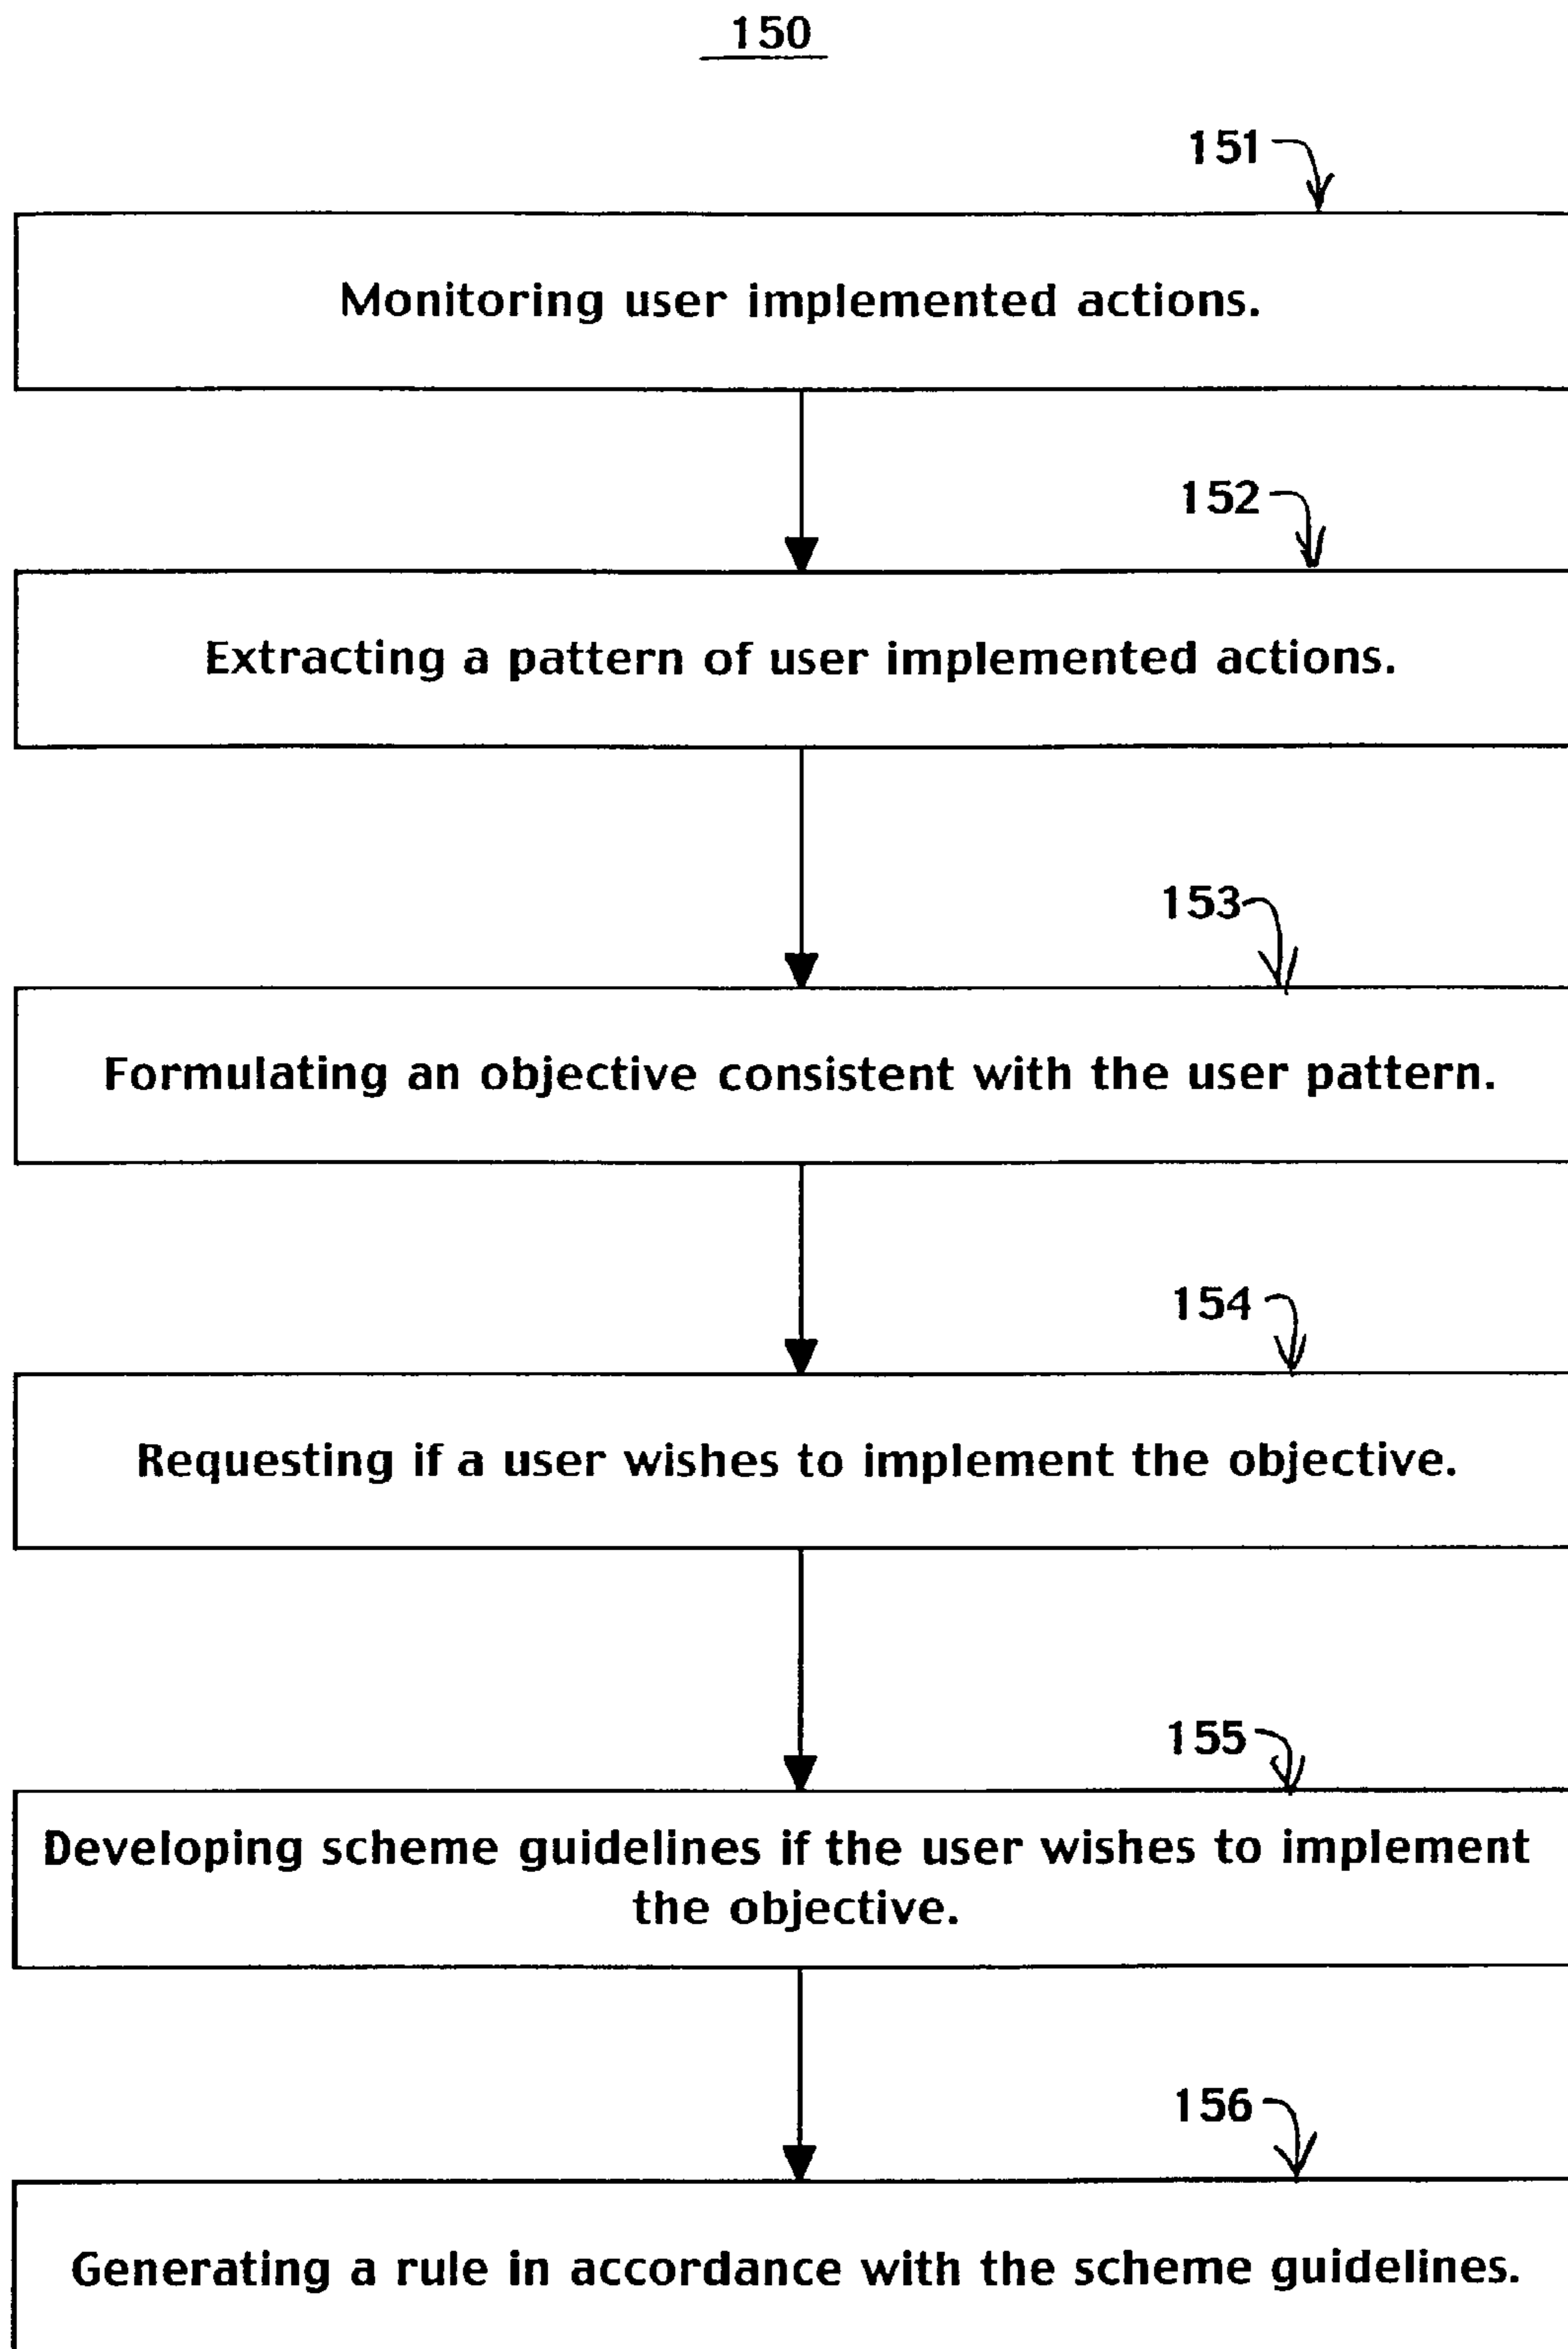 150
151
Monitoring user implemented actions.
152
Extracting a pattern of user implemented actions.
153
Formulating an objective consistent with the user pattern.
154
Requesting if a user wishes to implement the objective.
155
Developing scheme guidelines if the user wishes to implement
the objective.
156
Generating a rule in accordance with the scheme guidelines.